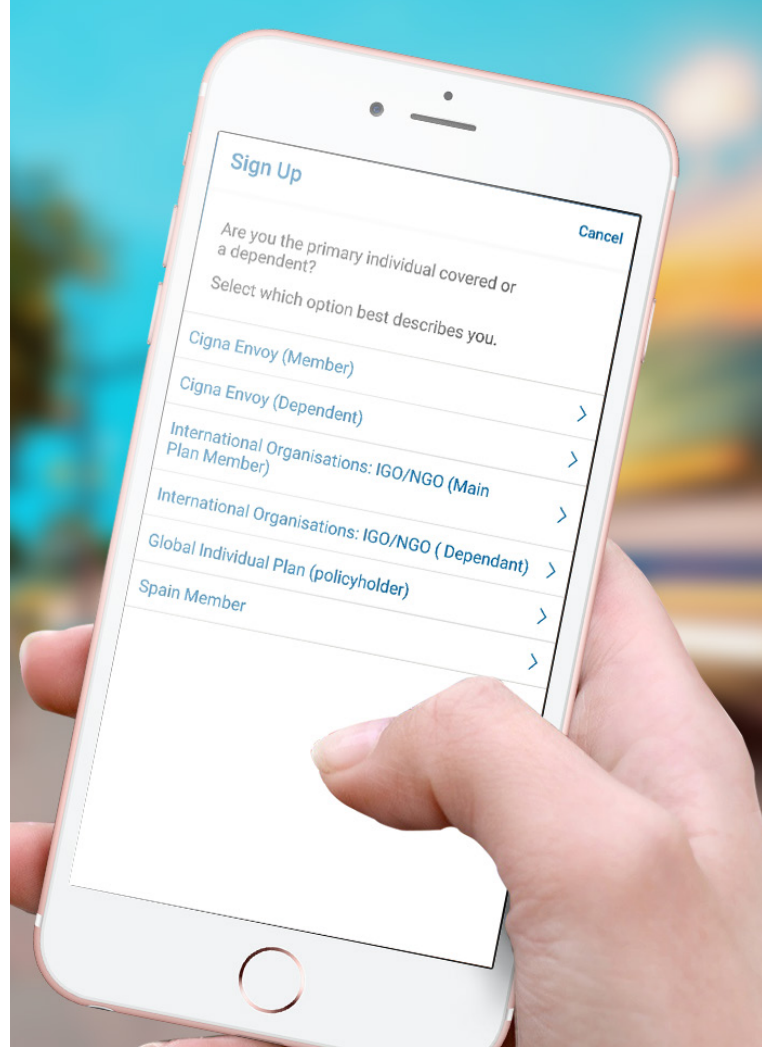 Sign Up
Cancel
Are you the primary individual covered or
a dependent?
Select which option best describes you.
Cigna Envoy (Member)
Cigna Envoy (Dependent)
International Organisations: IGO/NGO (Main
Plan Member)
International Organisations: IGO/NGO ( Dependant)
Global Individual Plan (policyholder)
Spain Member